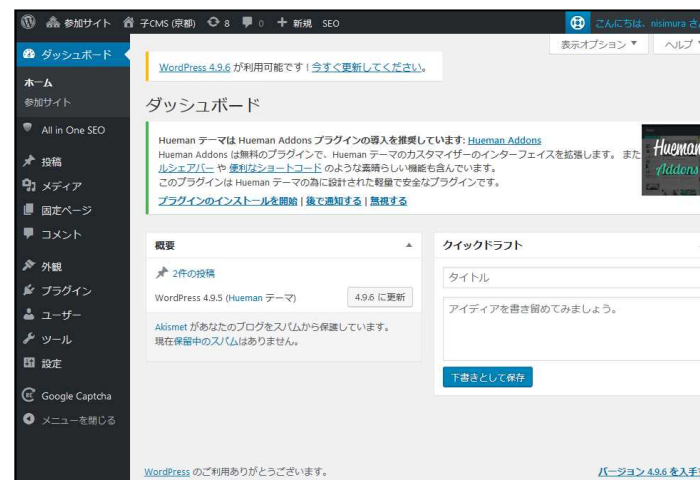 参加サイト 子CMS (京都) 8 0 新規 SEO こんにちは、nisimura さ
ダッシュボード
ホーム
参加サイト
All in One SEO
投稿
メディア
固定ページ
コメント
外観
プラグイン
ユーザー
ツール
設定
Google Captcha
メニューを閉じる
表示オプション ▼ ヘルプ
WordPress 4.9.6 が利用可能です ! 今すぐ更新してください。
ダッシュボード
Hueman テーマは Hueman Addons プラグインの導入を推奨しています: Hueman Addons
Hueman Addons は無料のプラグインで、Hueman テーマのカスタマイザーのインターフェイスを拡張します。 また
ルシェアバー や 便利なショートコード のような素晴らしい機能も含んでいます。
このプラグインは Hueman テーマの為に設計された軽量で安全なプラグインです。
プラグインのインストールを開始 | 後で通知する | 無視する
Hueman
Addons
概要
2件の投稿
WordPress 4.9.5 (Hueman テーマ) 4.9.6 に更新
Akismet があなたのブログをスパムから保護しています。
現在保留中のスパムはありません。
クイックドラフト
タイトル
アイディアを書き留めてみましょう。
下書きとして保存
WordPress のご利用ありがとうございます。 バージョン 4.9.6 を入手